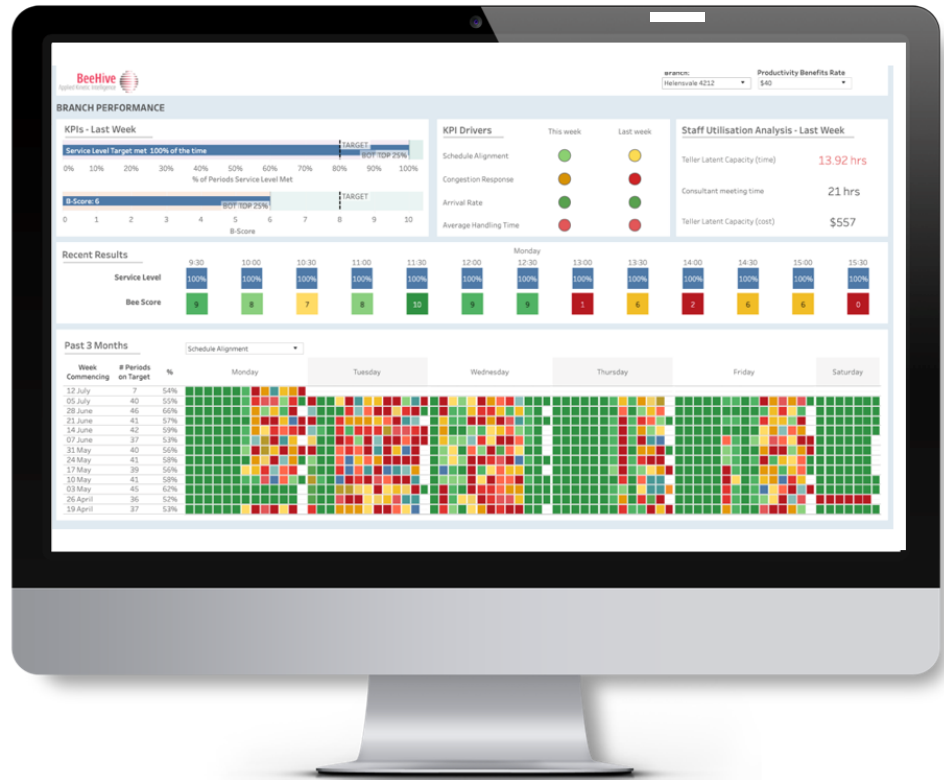 BeeHive
Applied Kinetic Intelligence
Branch: Productivity Benefits Rate
Helensvale 4212 $40
BRANCH PERFORMANCE
KPIs - Last Week
Service Level Target met 100% of the time
TARGET
BOT TOP 25%
0% 10% 20% 30% 40% 50% 60% 70% 80% 90% 100%
% of Periods Service Level Met
B-Score: 6
TARGET
BOT TOP 25%
0 1 2 3 4 5 6 7 8 9 10
B-Score
KPI Drivers This week Last week
Schedule Alignment
Congestion Response
Arrival Rate
Average Handling Time
Staff Utilisation Analysis - Last Week
Teller Latent Capacity (time) 13.92 hrs
Consultant meeting time 21 hrs
Teller Latent Capacity (cost) $557
Recent Results
Monday
9:30 10:00 10:30 11:00 11:30 12:00 12:30 13:00 13:30 14:00 14:30 15:00 15:30
Service Level 100% 100% 100% 100% 100% 100% 100% 100% 100% 100% 100% 100% 100%
Bee Score 9 8 7 8 10 9 9 1 6 2 6 6 0
Past 3 Months
Schedule Alignment
Week Commencing # Periods on Target % Monday Tuesday Wednesday Thursday Friday Saturday
12 July 7 54%
05 July 40 55%
28 June 46 66%
21 June 41 57%
14 June 42 59%
07 June 37 53%
31 May 40 56%
24 May 41 58%
17 May 39 56%
10 May 41 58%
03 May 45 62%
26 April 36 52%
19 April 37 53%